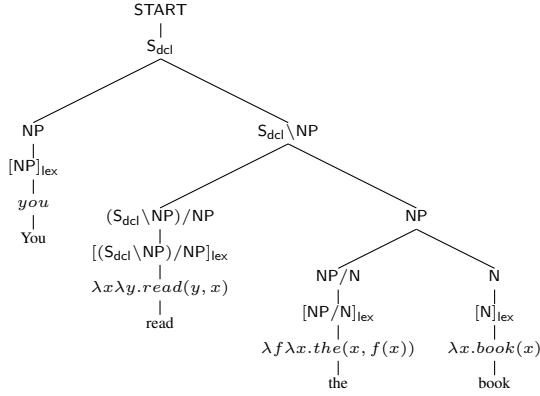 START
S_dcl
NP S_dcl\NP
[NP]_lex
you
You
(S_dcl\NP)/NP NP
[(S_dcl\NP)/NP]_lex
λxλy.read(y, x)
read
NP/N N
[NP/N]_lex [N]_lex
λfλx.the(x, f(x)) λx.book(x)
the book